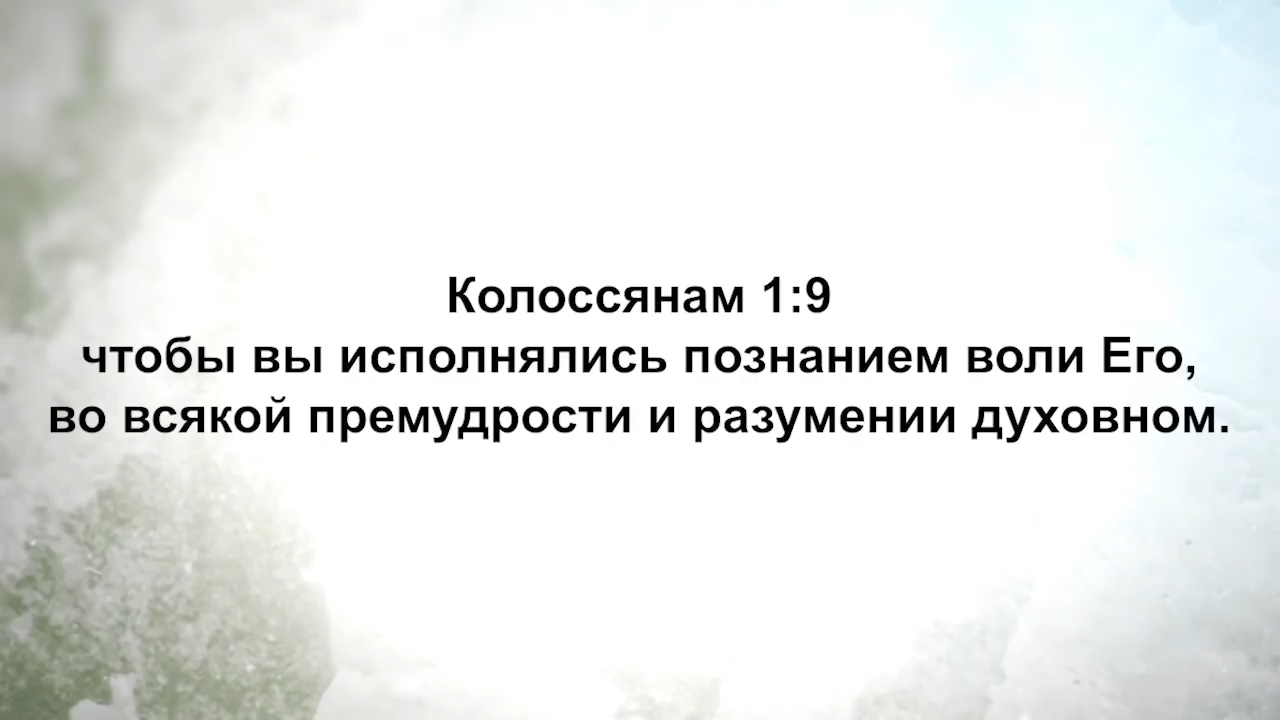 Колоссянам 1:9
чтобы вы исполнялись познанием воли Его,
во всякой премудрости и разумении духовном.